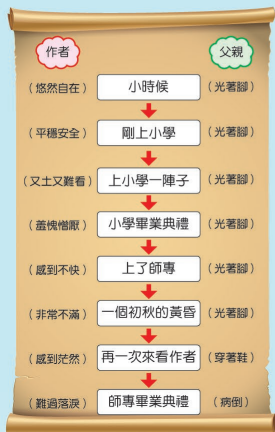 作者 父親
（悠然自在） 小時候 （光著腳）
（平穩安全） 剛上小學 （光著腳）
（又土又難看） 上小學一陣子 （光著腳）
（羞愧憎厭） 小學畢業典禮 （光著腳）
（感到不快） 上了師專 （光著腳）
（非常不滿） 一個初秋的黃昏 （光著腳）
（感到茫然） 再一次來看作者 （穿著鞋）
（難過落淚） 師專畢業典禮 （病倒）